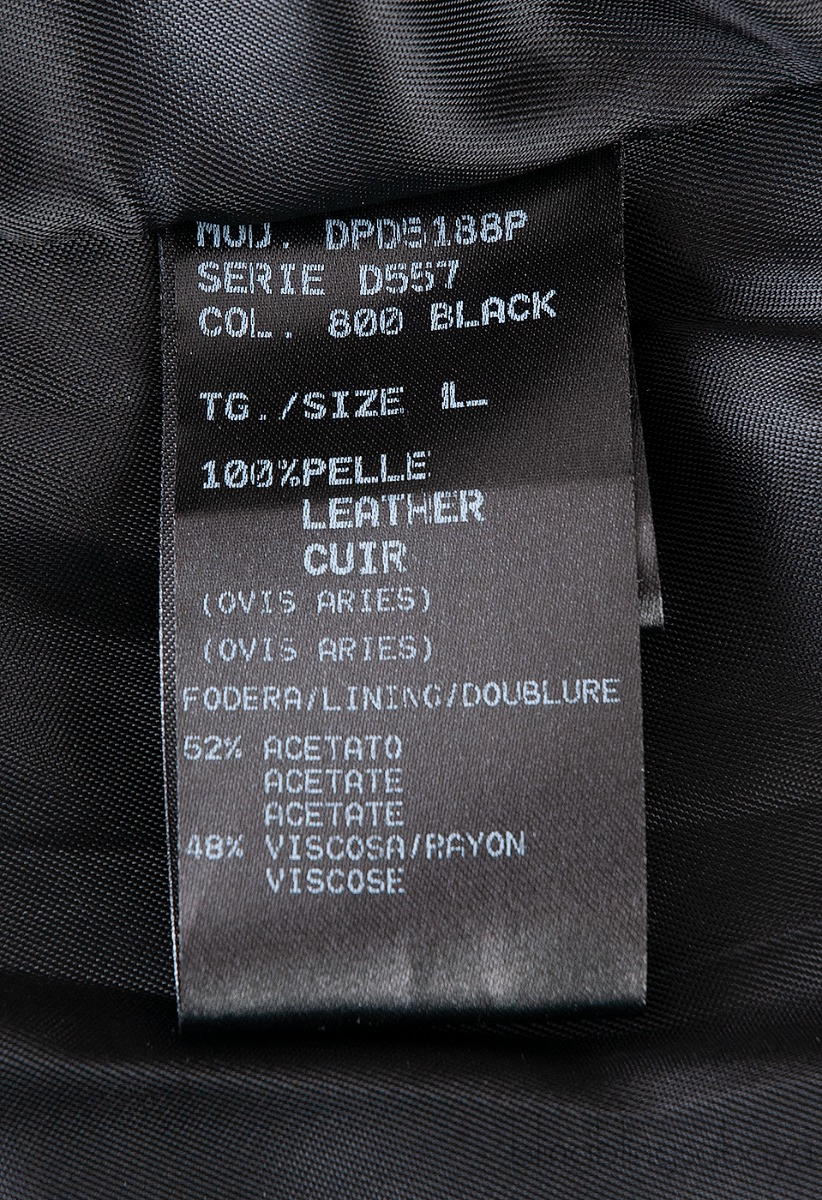 MOD. DPD5188P
SERIE D557
COL. 800 BLACK
TG./SIZE L
100%PELLE
LEATHER
CUIR
(OVIS ARIES)
(OVIS ARIES)
FODERA/LINING/DOUBLURE
52% ACETATO
ACETATE
ACETATE
48% VISCOSA/RAYON
VISCOSE